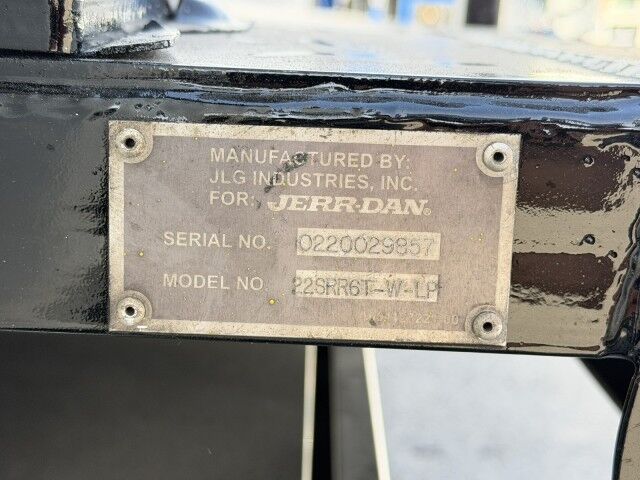 MANUFACTURED BY:
JLG INDUSTRIES, INC.
FOR: JERR-DAN®
SERIAL NO. 0220029857
MODEL NO. 22SRR6T-W-LP